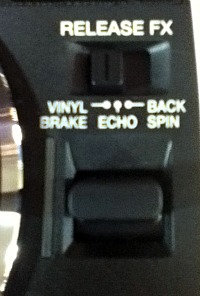 RELEASE FX
VINYL BACK
BRAKE ECHO SPIN